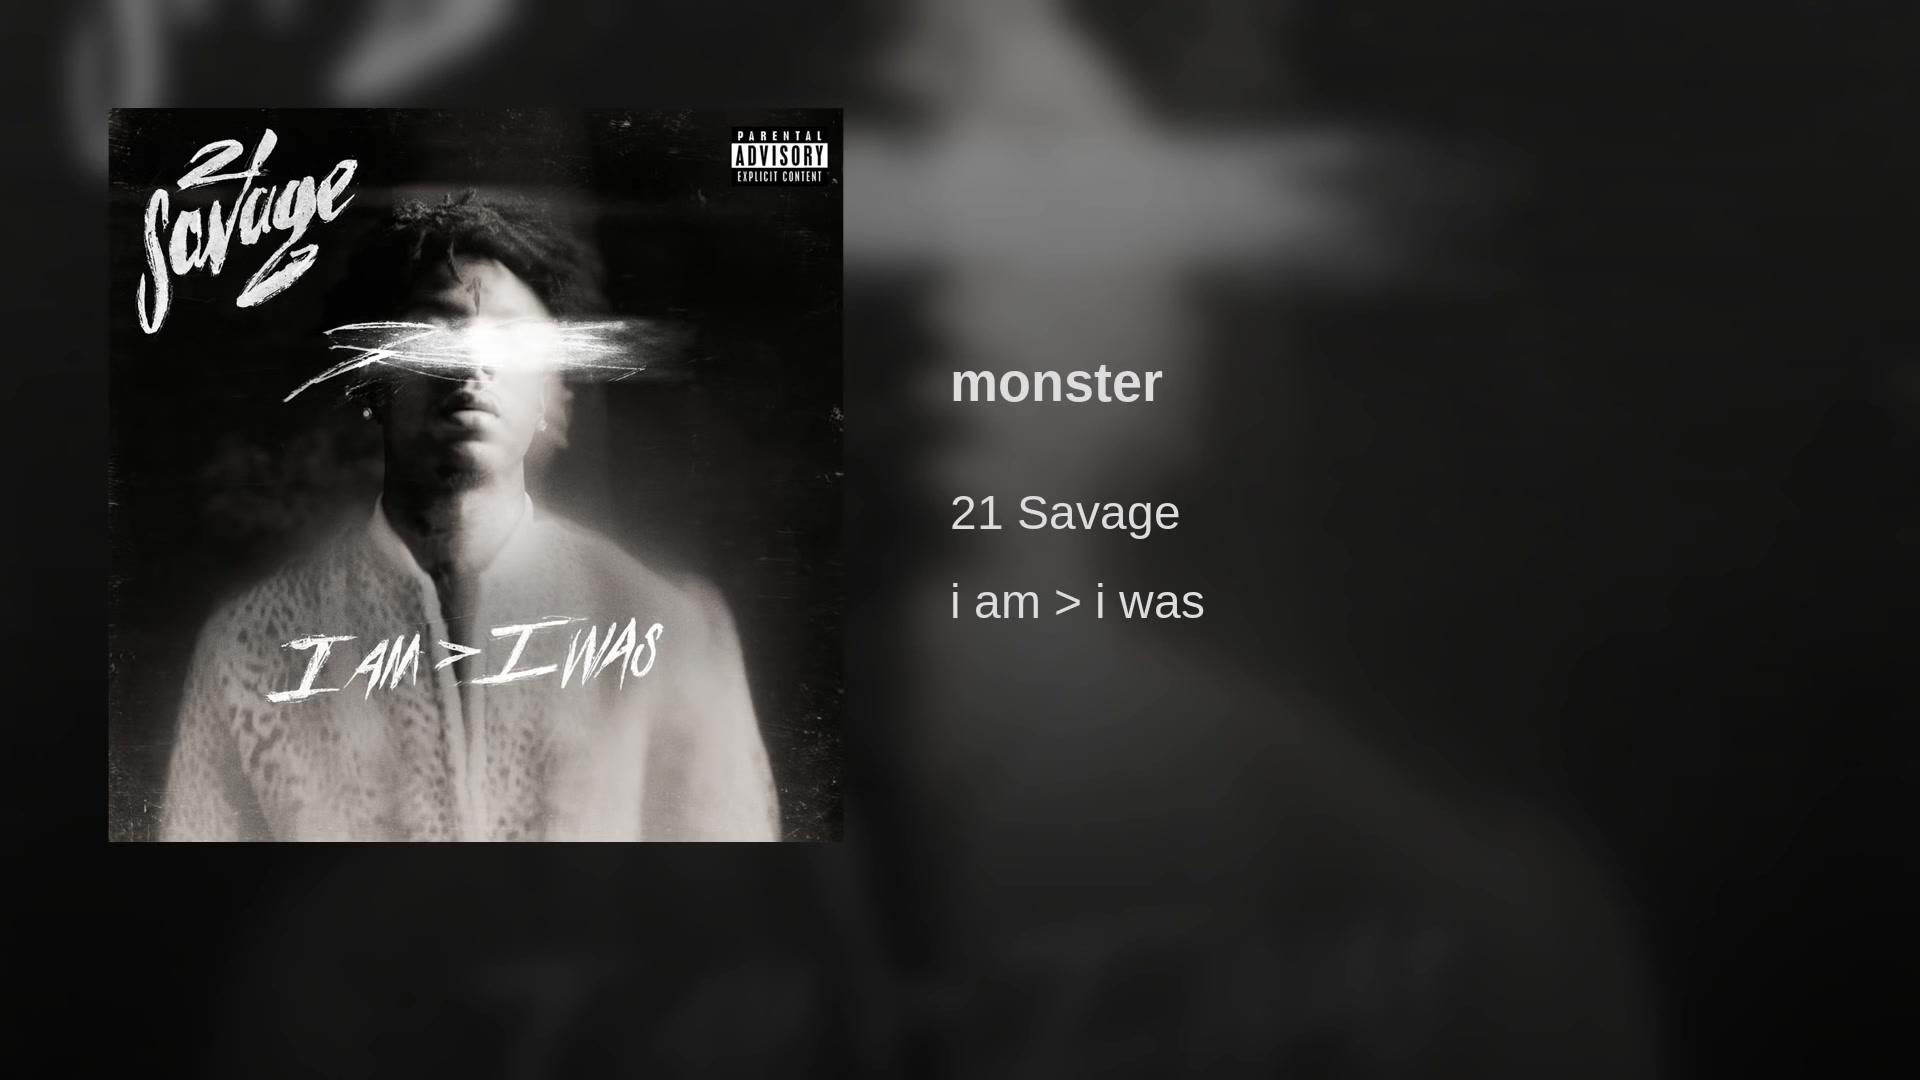 21
Savage
PARENTAL
ADVISORY
EXPLICIT CONTENT
I AM > I WAS
monster
21 Savage
i am > i was